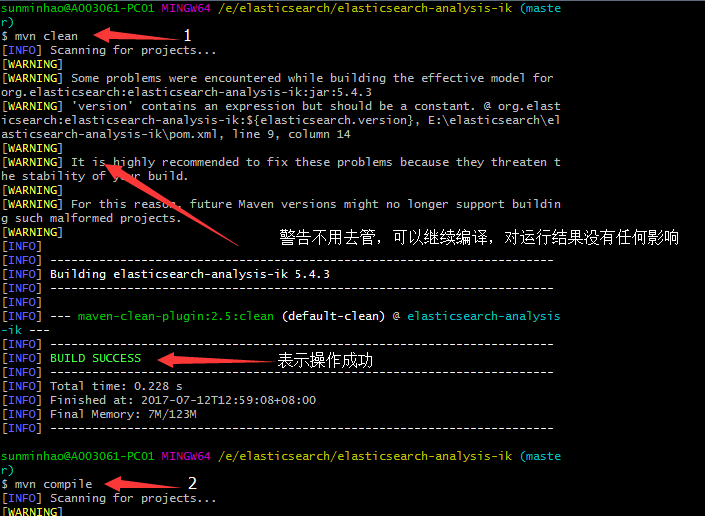 sunminhao@A003061-PC01 MINGW64 /e/elasticsearch/elasticsearch-analysis-ik (maste
r)
$ mvn clean 1
[INFO] Scanning for projects...
[WARNING]
[WARNING] Some problems were encountered while building the effective model for
org.elasticsearch:elasticsearch-analysis-ik:jar:5.4.3
[WARNING] 'version' contains an expression but should be a constant. @ org.elast
icsearch:elasticsearch-analysis-ik:${elasticsearch.version}, E:\elasticsearch\el
asticsearch-analysis-ik\pom.xml, line 9, column 14
[WARNING]
[WARNING] It is highly recommended to fix these problems because they threaten t
he stability of your build.
[WARNING]
[WARNING] For this reason, future Maven versions might no longer support buildin
g such malformed projects.
[WARNING]
警告不用去管，可以继续编译，对运行结果没有任何影响
[INFO]
[INFO] ------------------------------------------------------------------------
[INFO] Building elasticsearch-analysis-ik 5.4.3
[INFO] ------------------------------------------------------------------------
[INFO]
[INFO] --- maven-clean-plugin:2.5:clean (default-clean) @ elasticsearch-analysis
-ik ---
[INFO] ------------------------------------------------------------------------
[INFO] BUILD SUCCESS 表示操作成功
[INFO] ------------------------------------------------------------------------
[INFO] Total time: 0.228 s
[INFO] Finished at: 2017-07-12T12:59:08+08:00
[INFO] Final Memory: 7M/123M
[INFO] ------------------------------------------------------------------------
sunminhao@A003061-PC01 MINGW64 /e/elasticsearch/elasticsearch-analysis-ik (maste
r)
$ mvn compile 2
[INFO] Scanning for projects...
[WARNING]